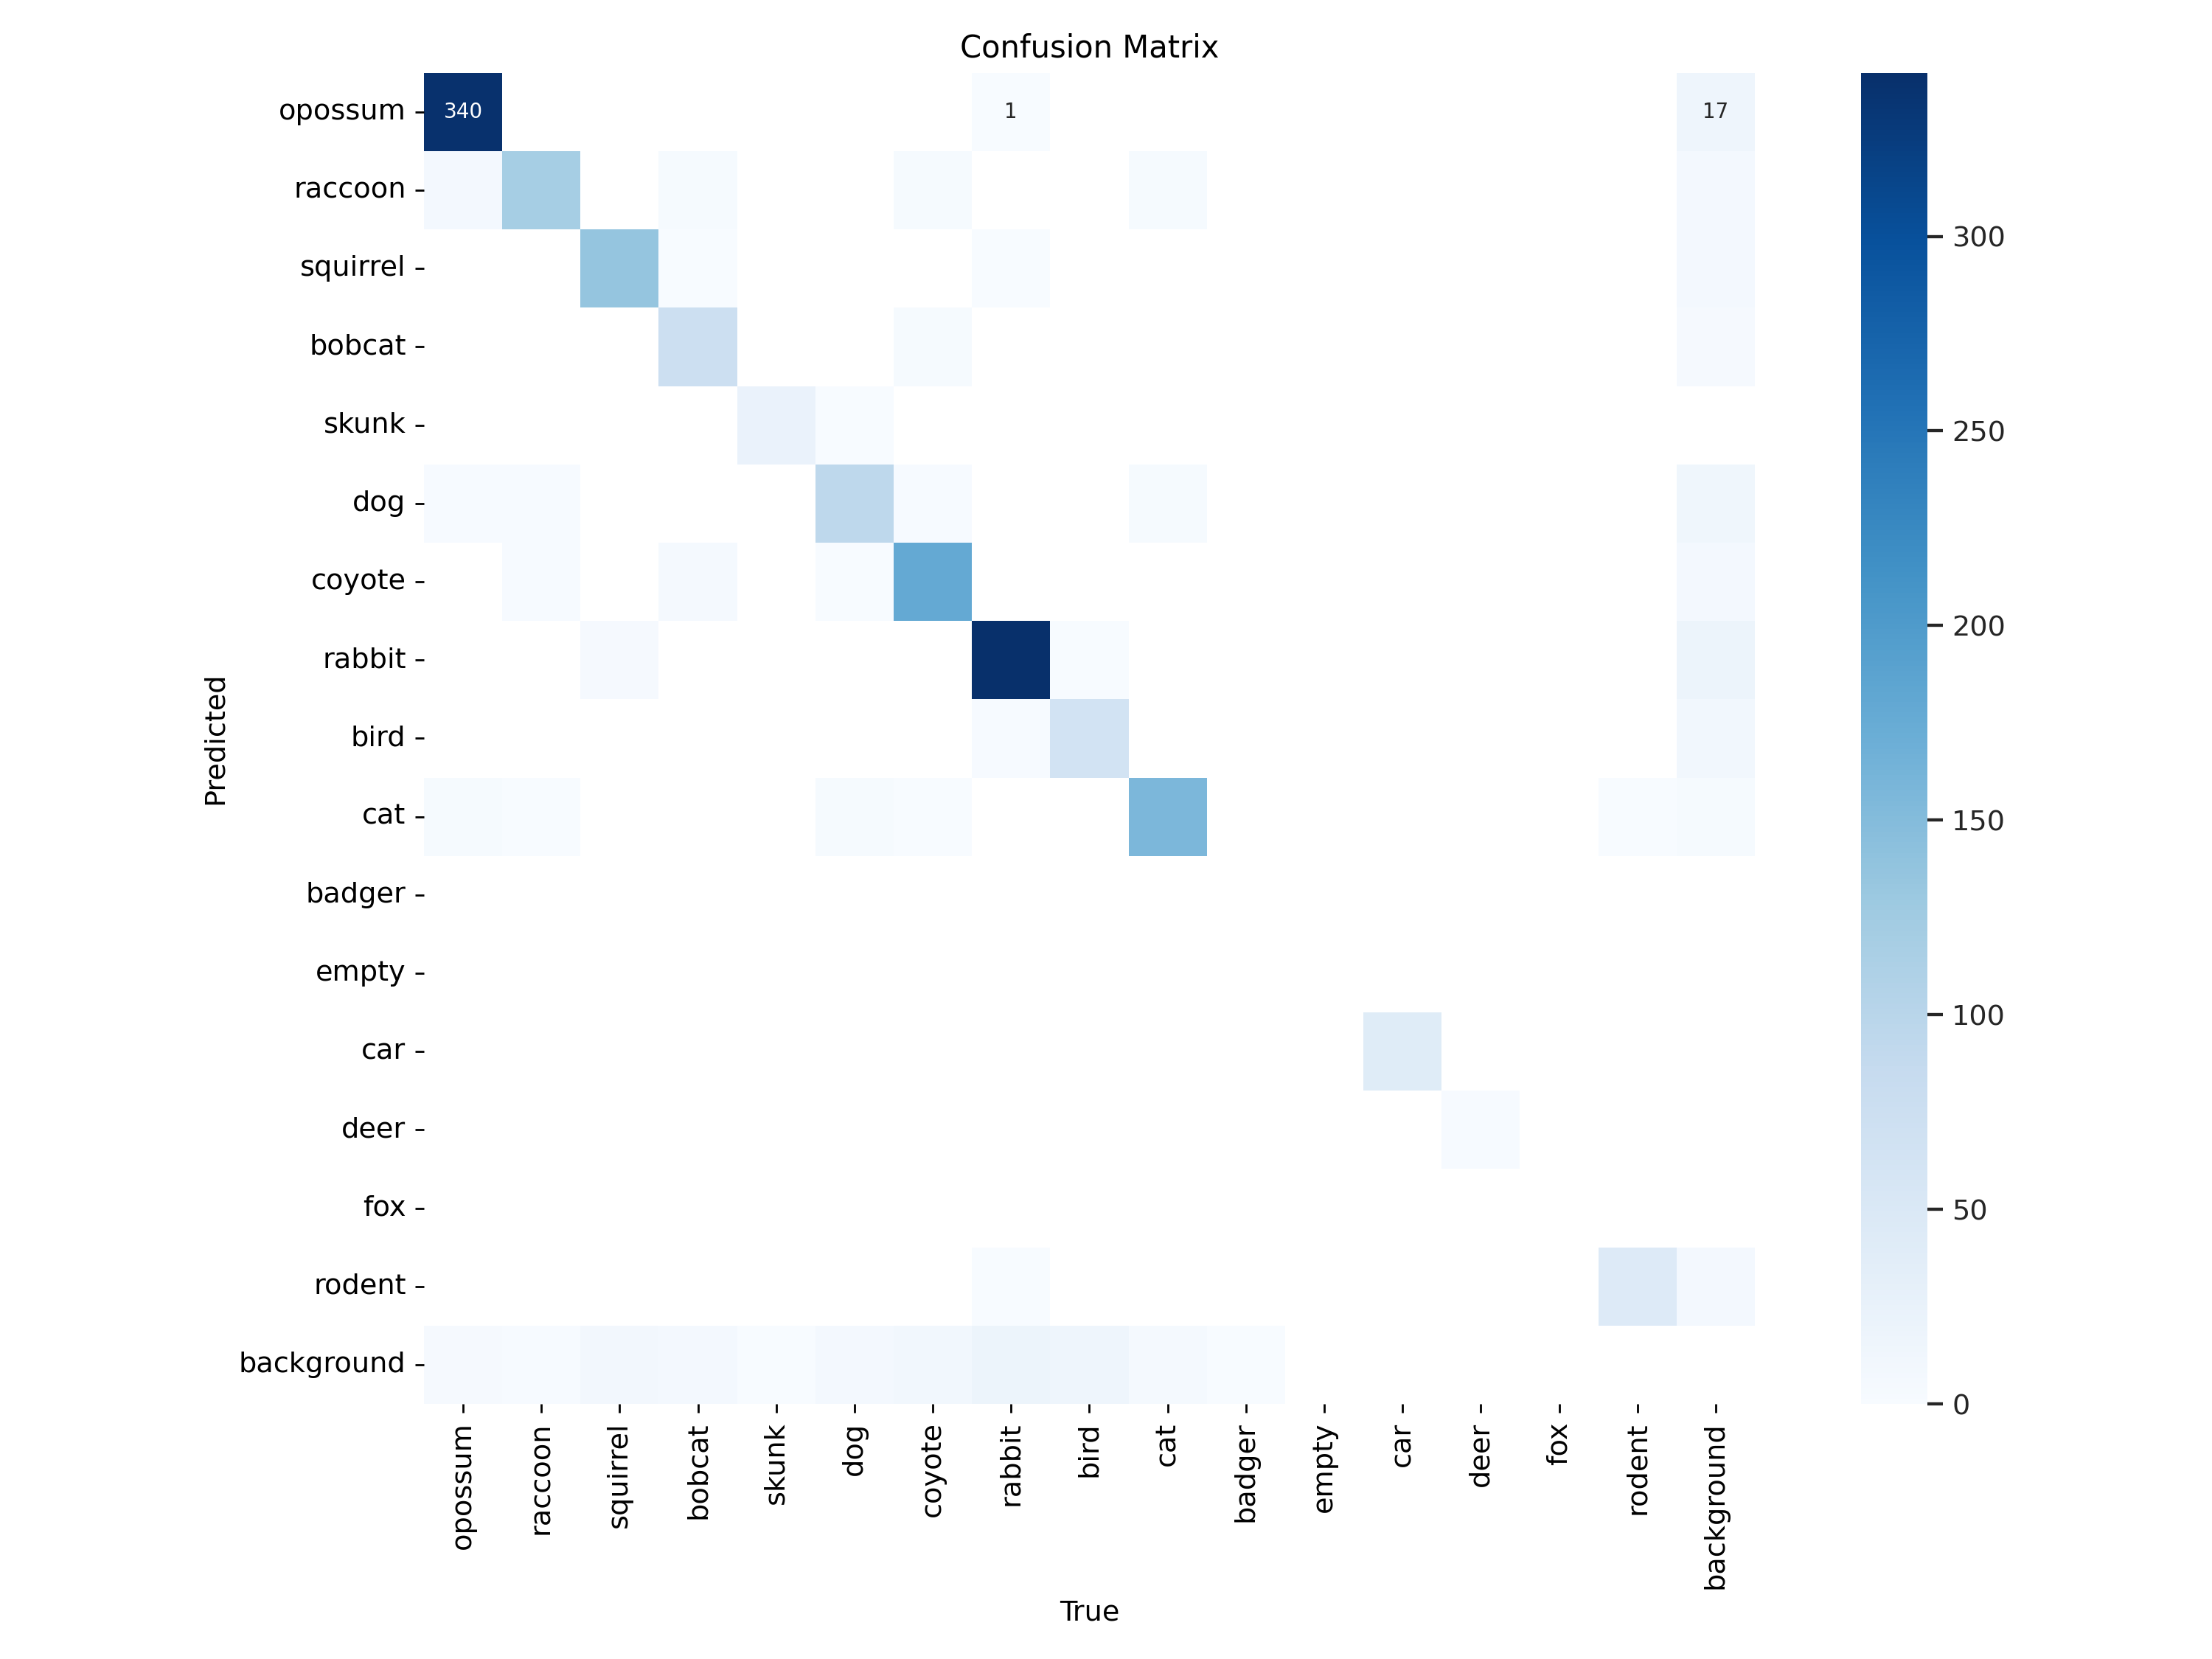 Confusion Matrix
opossum
340
1
17
raccoon
squirrel
bobcat
skunk
dog
coyote
rabbit
bird
cat
badger
empty
car
deer
fox
rodent
background
Predicted
opossum
raccoon
squirrel
bobcat
skunk
dog
coyote
rabbit
bird
cat
badger
empty
car
deer
fox
rodent
background
True
300
250
200
150
100
50
0